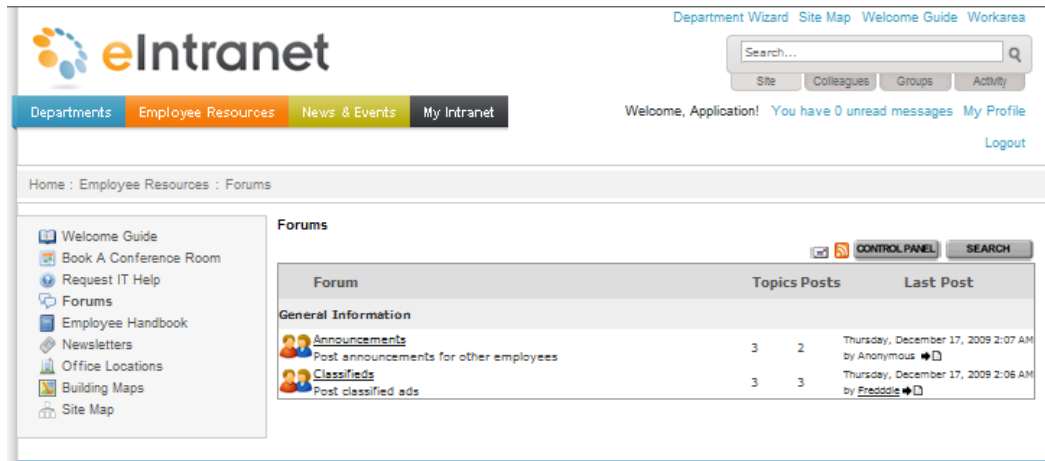 Department Wizard Site Map Welcome Guide Workarea
eIntranet
Search...
Site Colleagues Groups Activity
Departments Employee Resources News & Events My Intranet
Welcome, Application! You have 0 unread messages My Profile
Logout
Home : Employee Resources : Forums
Welcome Guide
Book A Conference Room
Request IT Help
Forums
Employee Handbook
Newsletters
Office Locations
Building Maps
Site Map
Forums
CONTROL PANEL SEARCH
Forum Topics Posts Last Post
General Information
Announcements
Post announcements for other employees
3 2
Thursday, December 17, 2009 2:07 AM
by Anonymous
Classifieds
Post classified ads
3 3
Thursday, December 17, 2009 2:06 AM
by Fredddie